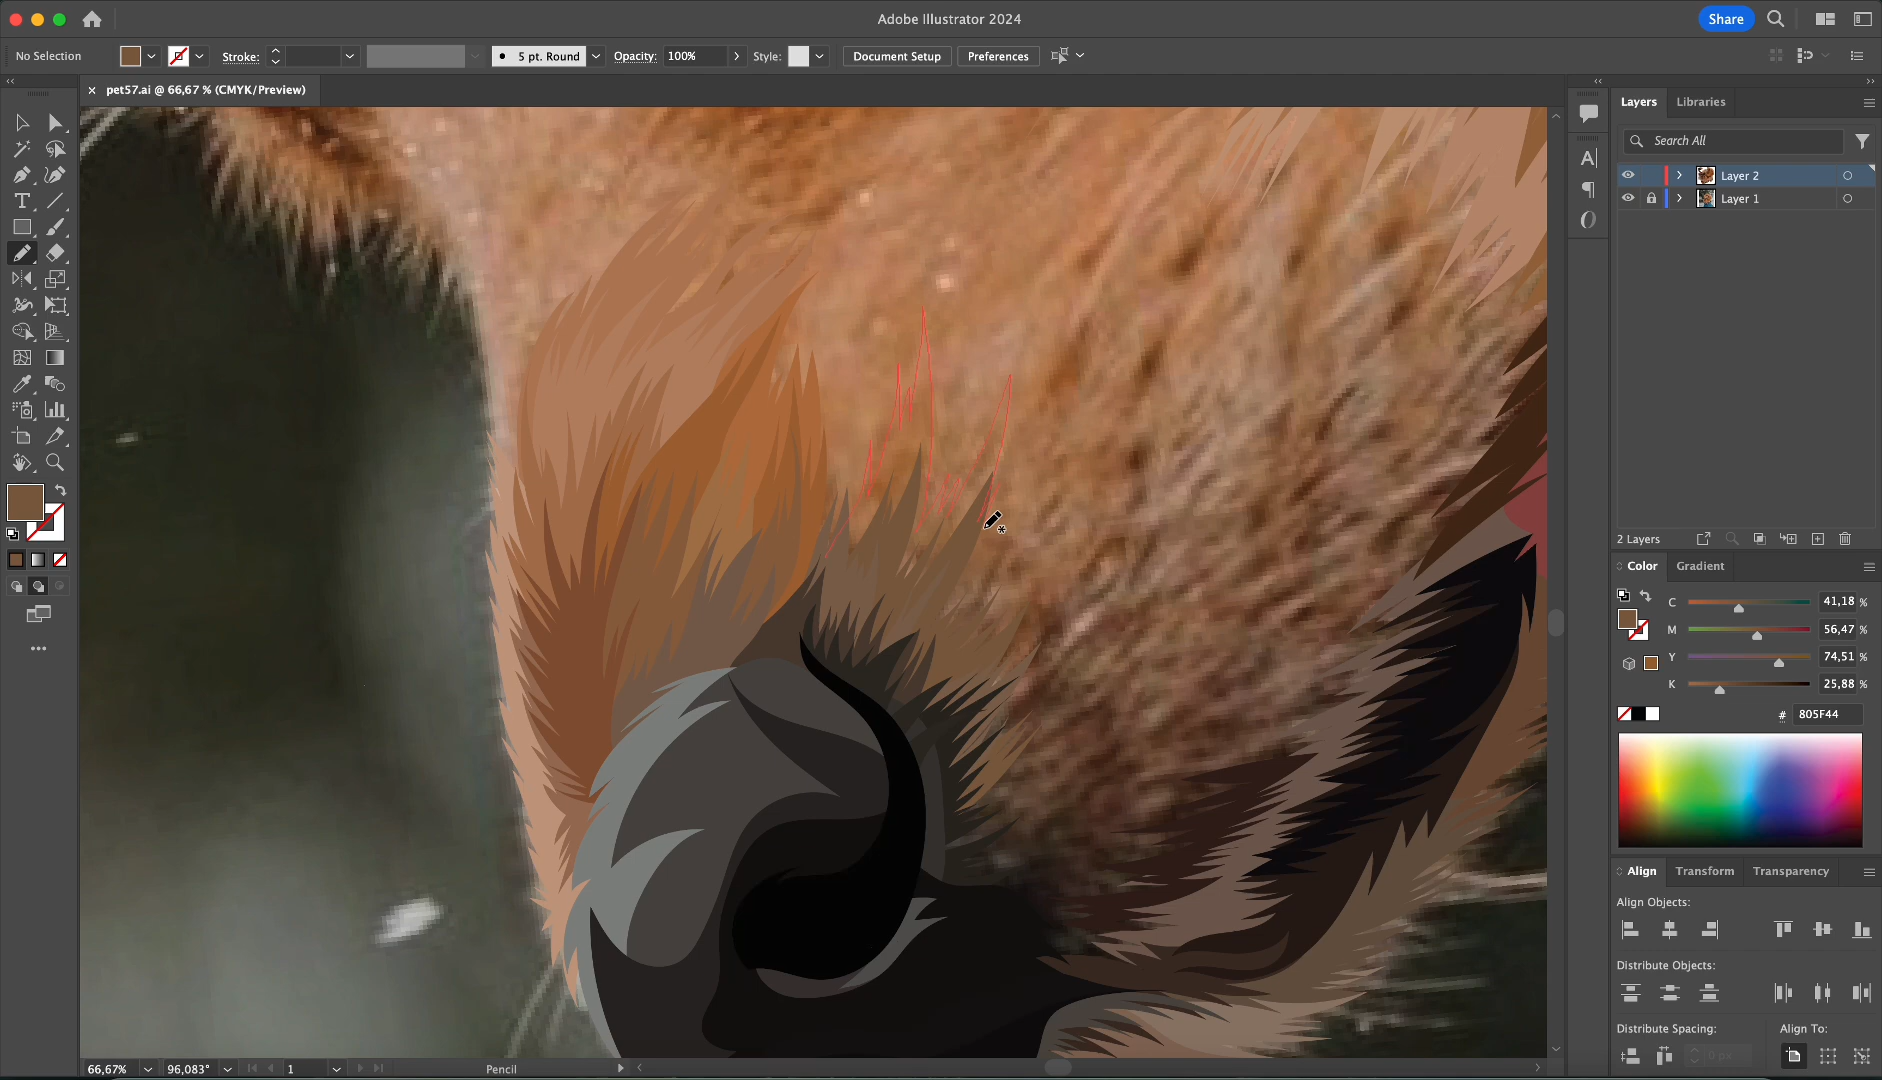 Adobe Illustrator 2024
Share
No Selection
Stroke:
5 pt. Round
Opacity: 100%
Style:
Document Setup
Preferences
pet57.ai @ 66,67 % (CMYK/Preview)
Layers
Libraries
Search All
Layer 2
Layer 1
2 Layers
Color
Gradient
C 41,18 %
M 56,47 %
Y 74,51 %
K 25,88 %
# 805F44
Align
Transform
Transparency
Align Objects:
Distribute Objects:
Distribute Spacing:
Align To:
0 px
66,67%
96,083°
1
Pencil